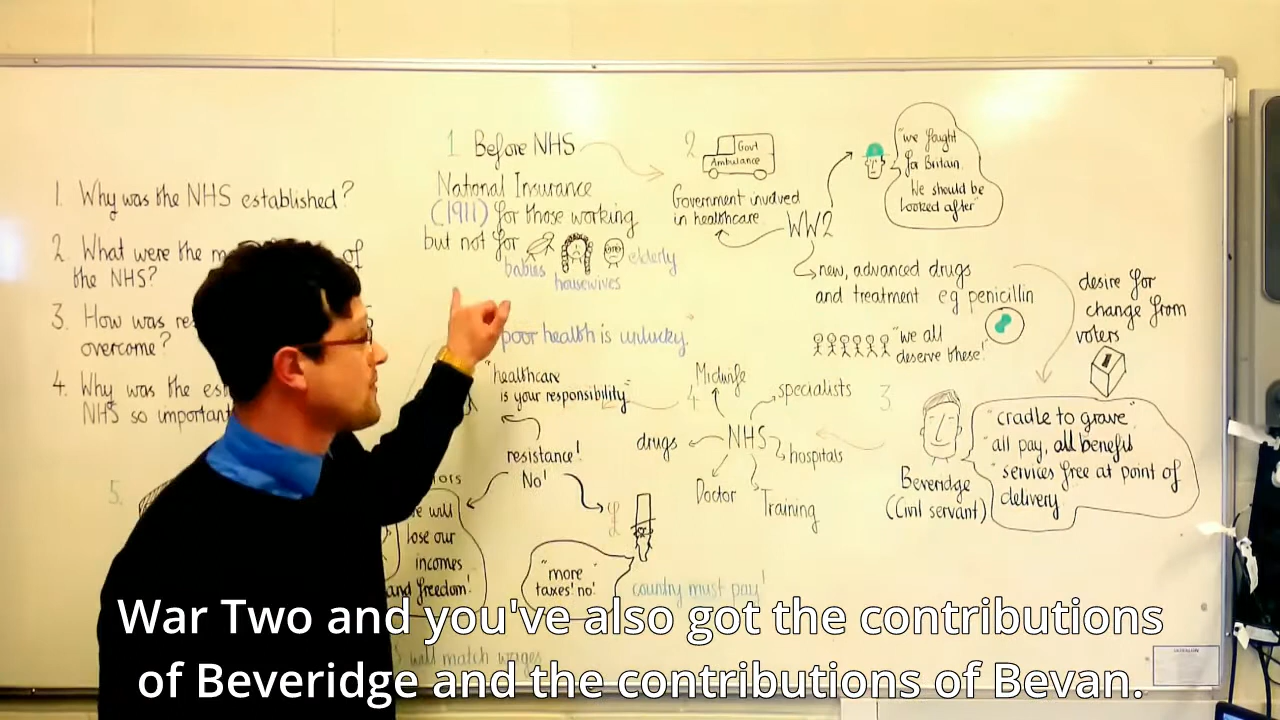 1. Why was the NHS established?
2. What were the of
the NHS?
3. How was
overcome?
4. Why was the
NHS so important
5.
1 Before NHS
National Insurance
(1911) for those working
but not for
babies
housewives
elderly
poor health is unlucky."
2
Govt
Ambulance
Government involved
in healthcare
WW2
"we fought
for Britain.
We should be
looked after"
new, advanced drugs
and treatment eg penicillin
"we all
deserve these!"
desire for
change from
voters
3
"cradle to grave"
"all pay, all benefit
"services free at point of
delivery
Beveridge
(Civil servant)
4
Midwife
specialists
drugs
NHS
hospitals
Doctor
Training
"healthcare
is your responsibility"
resistance!
No!
will
lose our
incomes
and freedom!
£
"more
taxes! no!"
country must pay!
will match wages
War Two and you've also got the contributions
of Beveridge and the contributions of Bevan.